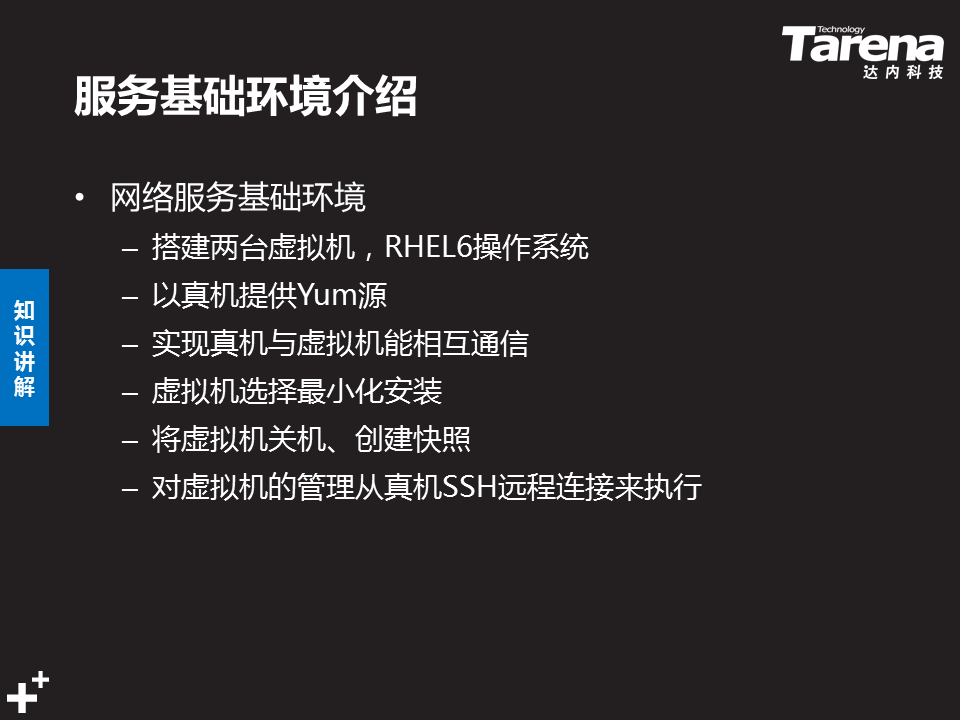 Technology
Tarena
达内科技
服务基础环境介绍
• 网络服务基础环境
– 搭建两台虚拟机，RHEL6操作系统
– 以真机提供Yum源
– 实现真机与虚拟机能相互通信
– 虚拟机选择最小化安装
– 将虚拟机关机、创建快照
– 对虚拟机的管理从真机SSH远程连接来执行
知
识
讲
解